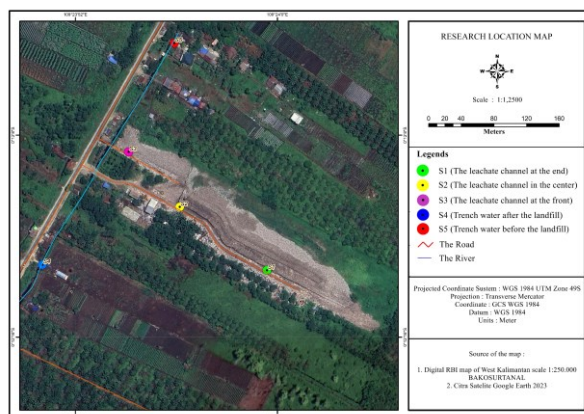 RESEARCH LOCATION MAP
N
W E
S
Scale : 1:1,2500
0 20 40 80 120 160
Meters
Legends
S1 (The leachate channel at the end)
S2 (The leachate channel in the center)
S3 (The leachate channel at the front)
S4 (Trench water after the landfill)
S5 (Trench water before the landfill)
The Road
The River
Projected Coordinate Sustem : WGS 1984 UTM Zone 49S
Projection : Transverse Mercator
Coordinate : GCS WGS 1984
Datum : WGS 1984
Units : Meter
Source of the map :
1. Digital RBI map of West Kalimantan scale 1:250.000
BAKOSURTANAL
2. Citra Satelite Google Earth 2023